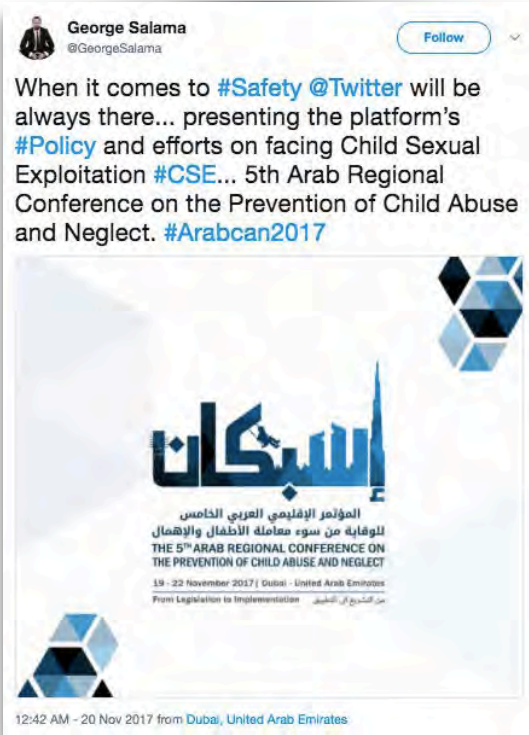 George Salama
@GeorgeSalama
Follow
When it comes to #Safety @Twitter will be
always there... presenting the platform's
#Policy and efforts on facing Child Sexual
Exploitation #CSE... 5th Arab Regional
Conference on the Prevention of Child Abuse
and Neglect. #Arabcan2017
إسبكان
المؤتمر الإقليمي العربي الخامس
للوقاية من سوء معاملة الأطفال والإهمال
THE 5TH ARAB REGIONAL CONFERENCE ON
THE PREVENTION OF CHILD ABUSE AND NEGLECT
19 - 22 November 2017 | Dubai - United Arab Emirates
From Legislation to Implementation من التشريع إلى التطبيق
12:42 AM - 20 Nov 2017 from Dubai, United Arab Emirates